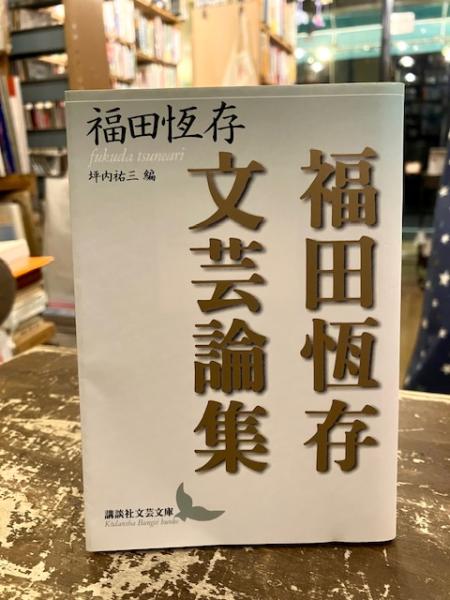 福田恆存
fukuda tsuneari
坪内祐三 編
福田恆存
文芸論集
講談社文芸文庫
Kodansha Bungei bunko